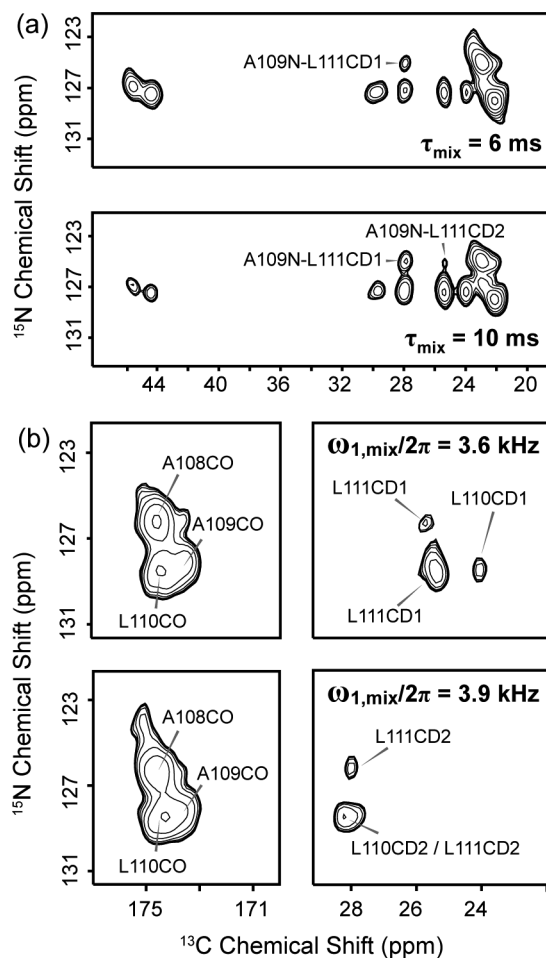 (a)
123
127
131
A109N-L111CD1
τmix = 6 ms
123
127
131
A109N-L111CD2
A109N-L111CD1
τmix = 10 ms
15N Chemical Shift (ppm)
44 40 36 32 28 24 20
(b)
123
127
131
A108CO
A109CO
L110CO
ω1,mix/2π = 3.6 kHz
L111CD1
L110CD1
L111CD1
123
127
131
A108CO
A109CO
L110CO
ω1,mix/2π = 3.9 kHz
L111CD2
L110CD2 / L111CD2
15N Chemical Shift (ppm)
175 171 28 26 24
13C Chemical Shift (ppm)